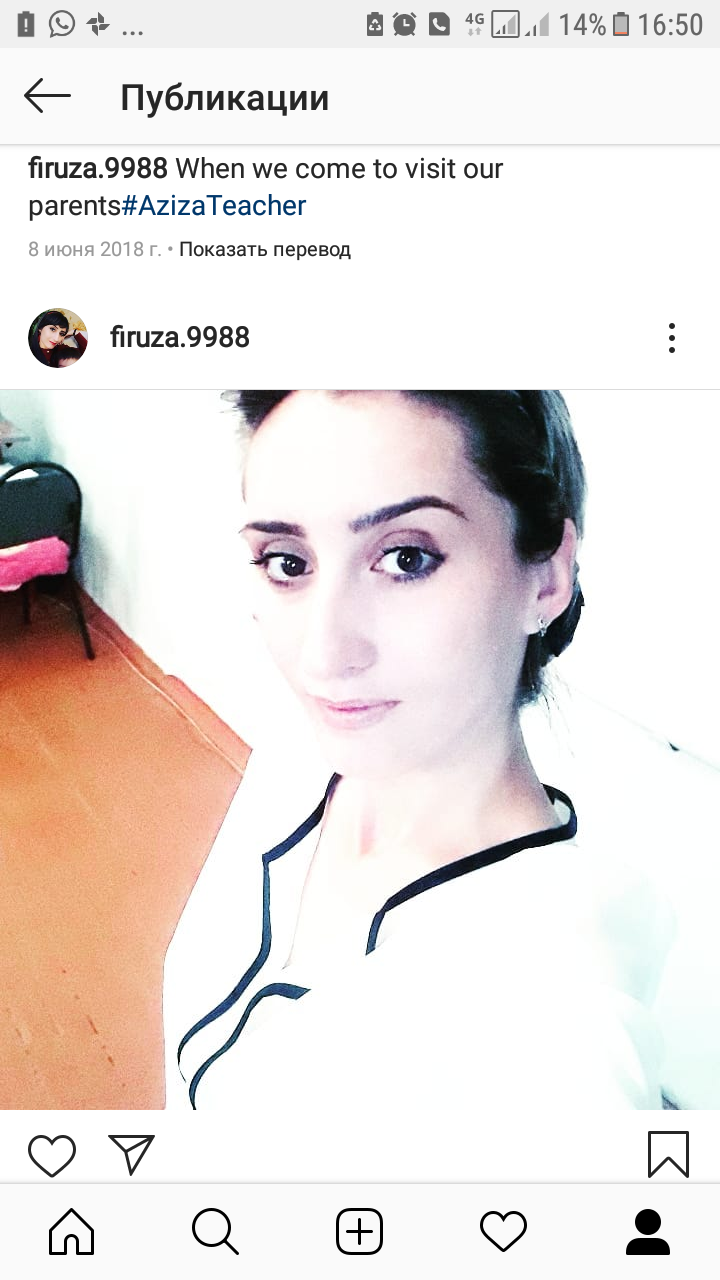 4G 14% 16:50
Публикации
firuza.9988 When we come to visit our
parents#AzizaTeacher
8 июня 2018 г. • Показать перевод
firuza.9988